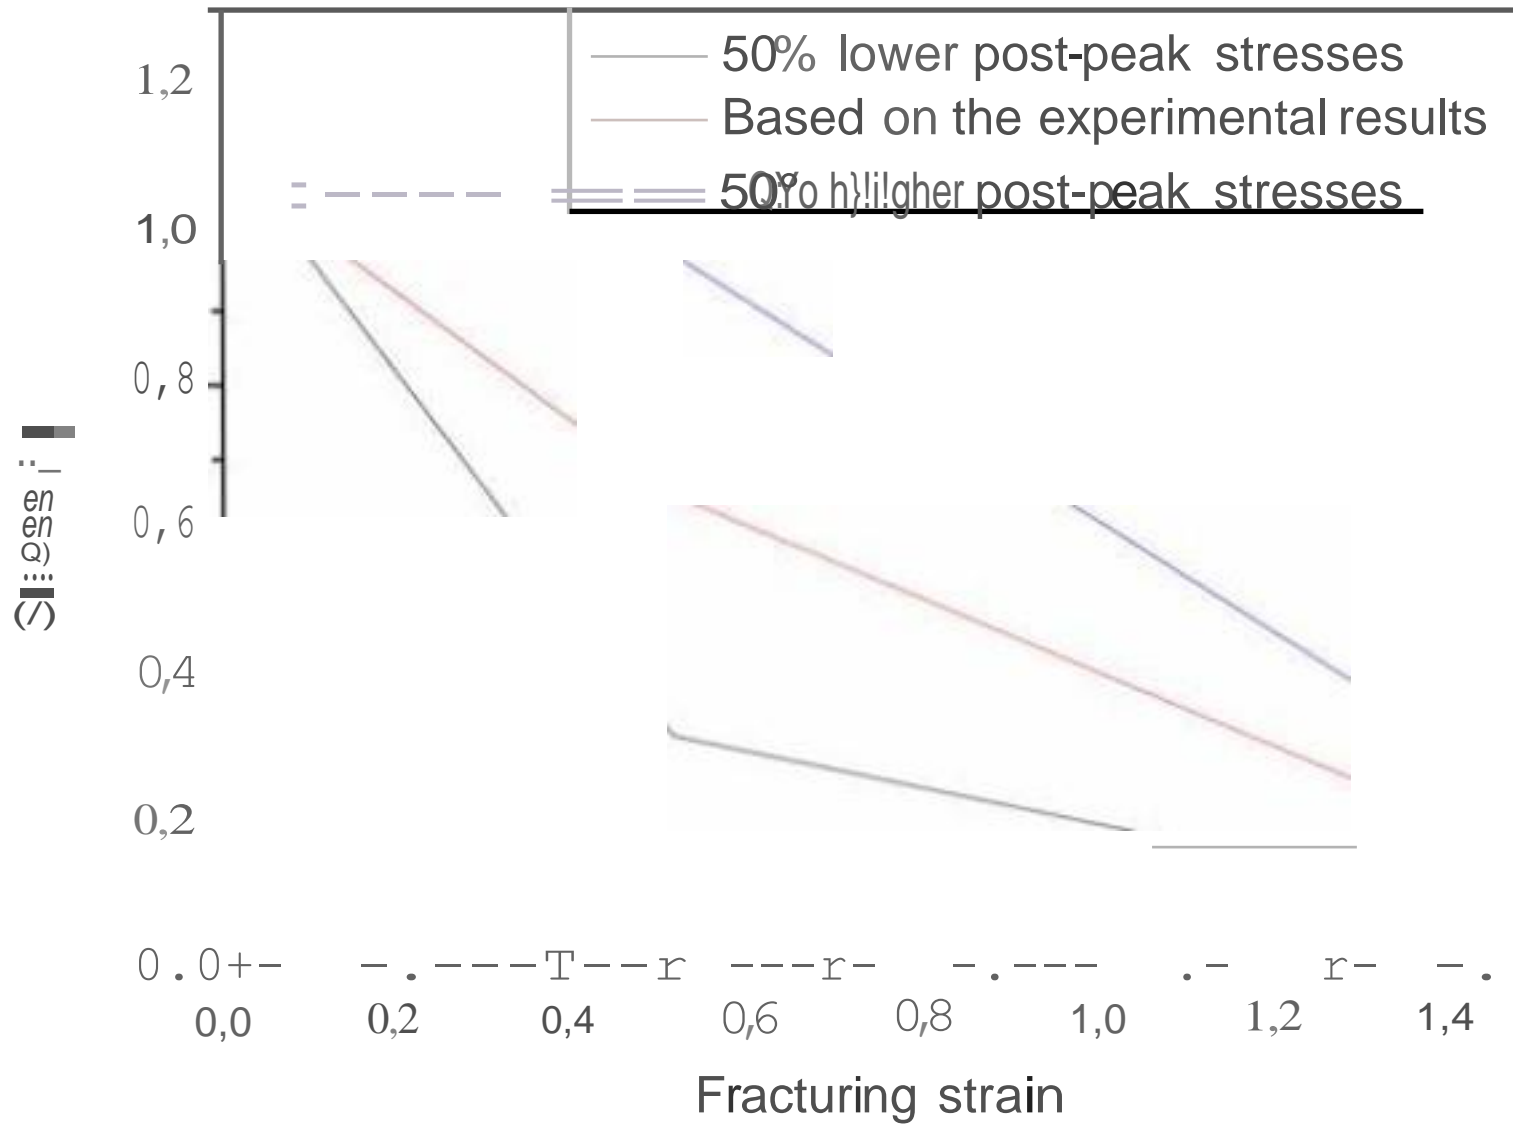 50% lower post-peak stresses
Based on the experimental results
post-peak stresses
1,2
1,0
0,8
0,6
0,4
0,2
0.0
0,0 0,2 0,4 0,6 0,8 1,0 1,2 1,4
Fracturing strain